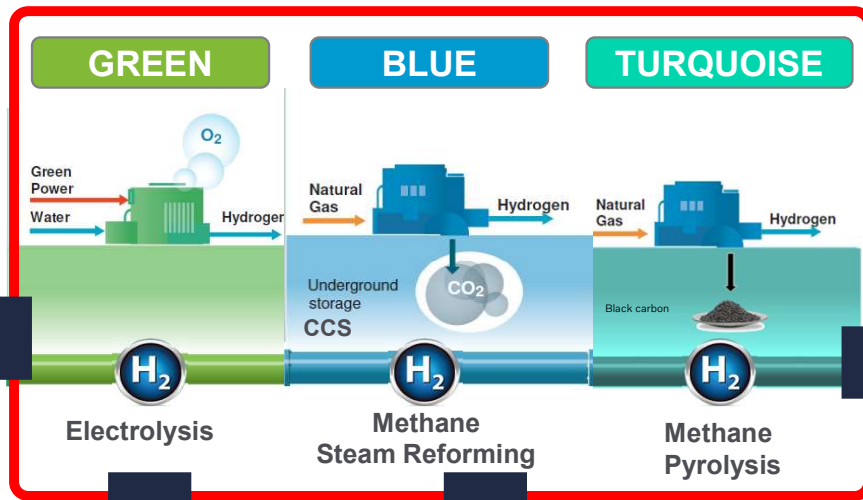 GREEN
BLUE
TURQUOISE
O2
Green
Power
Water
Hydrogen
Natural
Gas
Hydrogen
Underground
storage
CCS
CO2
Natural
Gas
Hydrogen
Black carbon
H2
H2
H2
Electrolysis
Methane
Steam Reforming
Methane
Pyrolysis